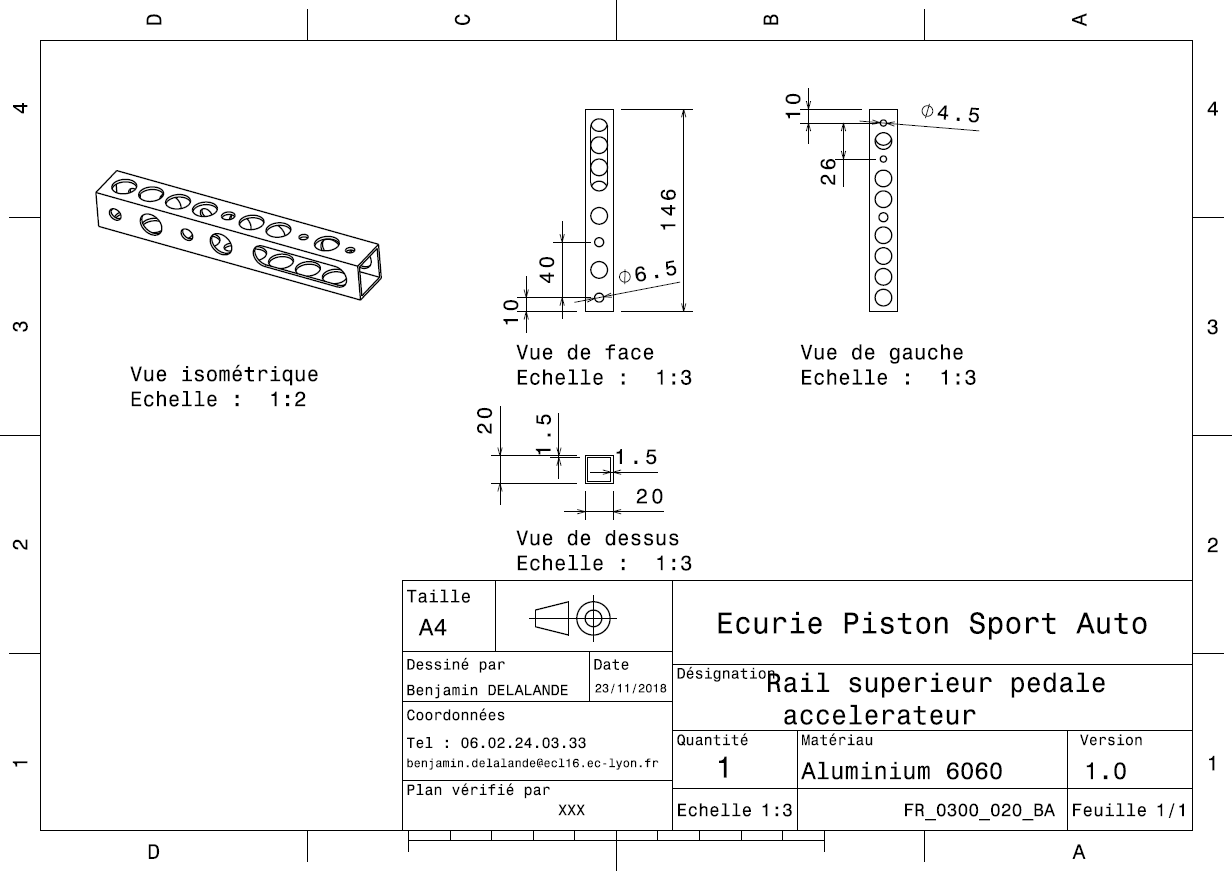 D C B A
4 4
10
⌀4.5
26
146
40
⌀6.5
10
3 3
Vue de face
Echelle : 1:3
Vue de gauche
Echelle : 1:3
Vue isométrique
Echelle : 1:2
20
1.5
1.5
20
Vue de dessus
Echelle : 1:3
2 2
Taille
A4
Ecurie Piston Sport Auto
Dessiné par
Benjamin DELALANDE
Date
23/11/2018
Désignation
Rail superieur pedale
accelerateur
Coordonnées
Tel : 06.02.24.03.33
benjamin.delalande@ecl16.ec-lyon.fr
Quantité
1
Matériau
Aluminium 6060
Version
1.0
1 1
Plan vérifié par
XXX
Echelle 1:3
FR_0300_020_BA
Feuille 1/1
D A